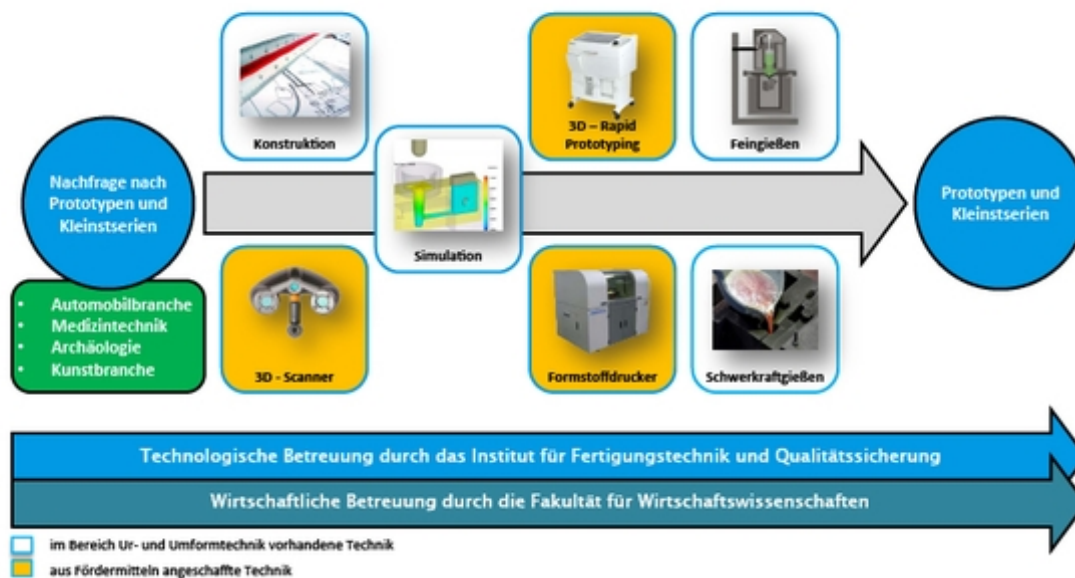 Nachfrage nach
Prototypen und
Kleinstserien
• Automobilbranche
• Medizintechnik
• Archäologie
• Kunstbranche
Konstruktion
3D - Scanner
Simulation
3D – Rapid
Prototyping
Formstoffdrucker
Feingießen
Schwerkraftgießen
Prototypen und
Kleinstserien
Technologische Betreuung durch das Institut für Fertigungstechnik und Qualitätssicherung
Wirtschaftliche Betreuung durch die Fakultät für Wirtschaftswissenschaften
im Bereich Ur- und Umformtechnik vorhandene Technik
aus Fördermitteln angeschaffte Technik